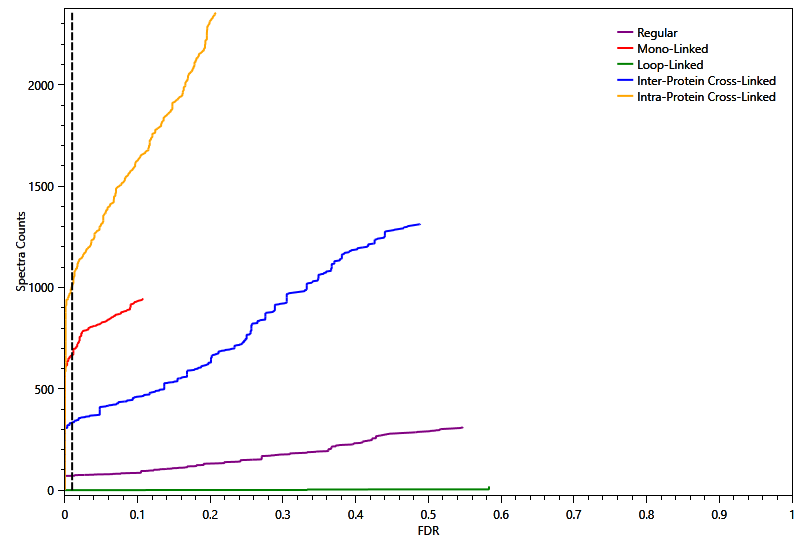 Regular
Mono-Linked
Loop-Linked
Inter-Protein Cross-Linked
Intra-Protein Cross-Linked
Spectra Counts
2000
1500
1000
500
0
0 0.1 0.2 0.3 0.4 0.5 0.6 0.7 0.8 0.9 1
FDR